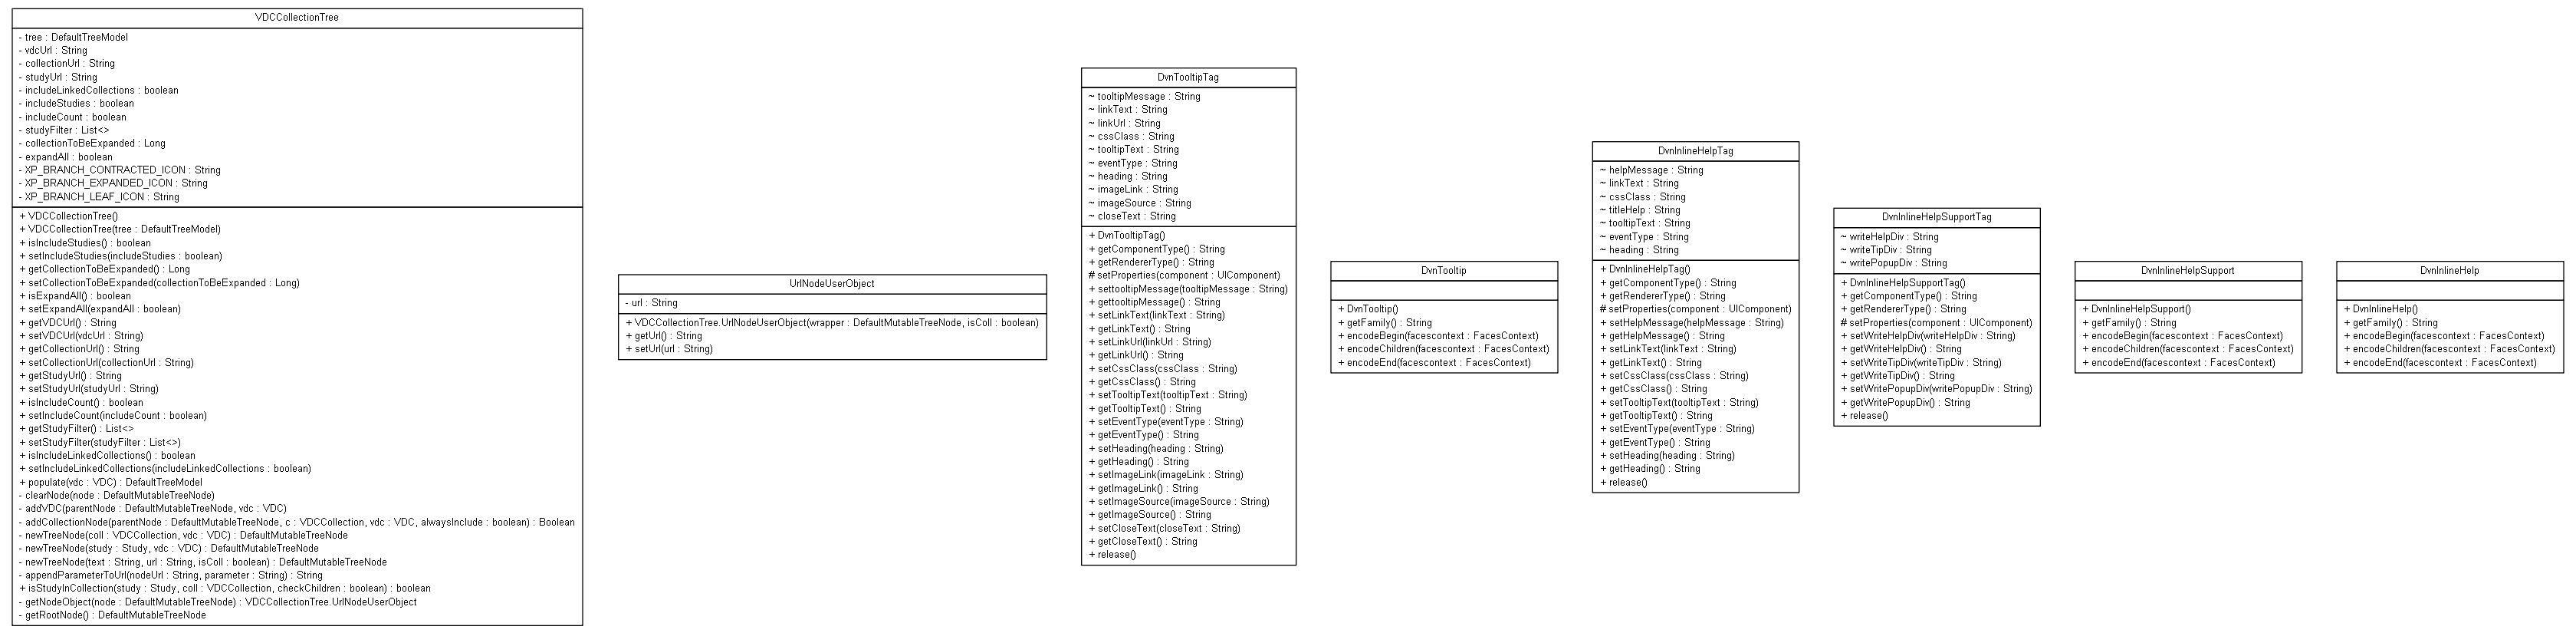 VDCCollectionTree
- tree : DefaultTreeModel
- vdcUrl : String
- collectionUrl : String
- studyUrl : String
- includeLinkedCollections : boolean
- includeStudies : boolean
- includeCount : boolean
- studyFilter : List<>
- collectionToBeExpanded : Long
- expandAll : boolean
- XP_BRANCH_CONTRACTED_ICON : String
- XP_BRANCH_EXPANDED_ICON : String
- XP_BRANCH_LEAF_ICON : String
+ VDCCollectionTree()
+ VDCCollectionTree(tree : DefaultTreeModel)
+ isIncludeStudies() : boolean
+ setIncludeStudies(includeStudies : boolean)
+ getCollectionToBeExpanded() : Long
+ setCollectionToBeExpanded(collectionToBeExpanded : Long)
+ isExpandAll() : boolean
+ setExpandAll(expandAll : boolean)
+ getVDCUrl() : String
+ setVDCUrl(vdcUrl : String)
+ getCollectionUrl() : String
+ setCollectionUrl(collectionUrl : String)
+ getStudyUrl() : String
+ setStudyUrl(studyUrl : String)
+ isIncludeCount() : boolean
+ setIncludeCount(includeCount : boolean)
+ getStudyFilter() : List<>
+ setStudyFilter(studyFilter : List<>)
+ isIncludeLinkedCollections() : boolean
+ setIncludeLinkedCollections(includeLinkedCollections : boolean)
+ populate(vdc : VDC) : DefaultTreeModel
- clearNode(node : DefaultMutableTreeNode)
- addVDC(parentNode : DefaultMutableTreeNode, vdc : VDC)
- addCollectionNode(parentNode : DefaultMutableTreeNode, c : VDCCollection, vdc : VDC, alwaysInclude : boolean) : Boolean
- newTreeNode(coll : VDCCollection, vdc : VDC) : DefaultMutableTreeNode
- newTreeNode(study : Study, vdc : VDC) : DefaultMutableTreeNode
- newTreeNode(text : String, url : String, isColl : boolean) : DefaultMutableTreeNode
- appendParameterToUrl(nodeUrl : String, parameter : String) : String
+ isStudyInCollection(study : Study, coll : VDCCollection, checkChildren : boolean) : boolean
- getNodeObject(node : DefaultMutableTreeNode) : VDCCollectionTree.UrlNodeUserObject
- getRootNode() : DefaultMutableTreeNode
UrlNodeUserObject
- url : String
+ VDCCollectionTree.UrlNodeUserObject(wrapper : DefaultMutableTreeNode, isColl : boolean)
+ getUrl() : String
+ setUrl(url : String)
DvnTooltipTag
~ tooltipMessage : String
~ linkText : String
~ linkUrl : String
~ cssClass : String
~ tooltipText : String
~ eventType : String
~ heading : String
~ imageLink : String
~ imageSource : String
~ closeText : String
+ DvnTooltipTag()
+ getComponentType() : String
+ getRendererType() : String
# setProperties(component : UIComponent)
+ settooltipMessage(tooltipMessage : String)
+ gettooltipMessage() : String
+ setLinkText(linkText : String)
+ getLinkText() : String
+ setLinkUrl(linkUrl : String)
+ getLinkUrl() : String
+ setCssClass(cssClass : String)
+ getCssClass() : String
+ setTooltipText(tooltipText : String)
+ getTooltipText() : String
+ setEventType(eventType : String)
+ getEventType() : String
+ setHeading(heading : String)
+ getHeading() : String
+ setImageLink(imageLink : String)
+ getImageLink() : String
+ setImageSource(imageSource : String)
+ getImageSource() : String
+ setCloseText(closeText : String)
+ getCloseText() : String
+ release()
DvnTooltip
+ DvnTooltip()
+ getFamily() : String
+ encodeBegin(facescontext : FacesContext)
+ encodeChildren(facescontext : FacesContext)
+ encodeEnd(facescontext : FacesContext)
DvnInlineHelpTag
~ helpMessage : String
~ linkText : String
~ cssClass : String
~ titleHelp : String
~ tooltipText : String
~ eventType : String
~ heading : String
+ DvnInlineHelpTag()
+ getComponentType() : String
+ getRendererType() : String
# setProperties(component : UIComponent)
+ setHelpMessage(helpMessage : String)
+ getHelpMessage() : String
+ setLinkText(linkText : String)
+ getLinkText() : String
+ setCssClass(cssClass : String)
+ getCssClass() : String
+ setTooltipText(tooltipText : String)
+ getTooltipText() : String
+ setEventType(eventType : String)
+ getEventType() : String
+ setHeading(heading : String)
+ getHeading() : String
+ release()
DvnInlineHelpSupportTag
~ writeHelpDiv : String
~ writeTipDiv : String
~ writePopupDiv : String
+ DvnInlineHelpSupportTag()
+ getComponentType() : String
+ getRendererType() : String
# setProperties(component : UIComponent)
+ setWriteHelpDiv(writeHelpDiv : String)
+ getWriteHelpDiv() : String
+ setWriteTipDiv(writeTipDiv : String)
+ getWriteTipDiv() : String
+ setWritePopupDiv(writePopupDiv : String)
+ getWritePopupDiv() : String
+ release()
DvnInlineHelpSupport
+ DvnInlineHelpSupport()
+ getFamily() : String
+ encodeBegin(facescontext : FacesContext)
+ encodeChildren(facescontext : FacesContext)
+ encodeEnd(facescontext : FacesContext)
DvnInlineHelp
+ DvnInlineHelp()
+ getFamily() : String
+ encodeBegin(facescontext : FacesContext)
+ encodeChildren(facescontext : FacesContext)
+ encodeEnd(facescontext : FacesContext)